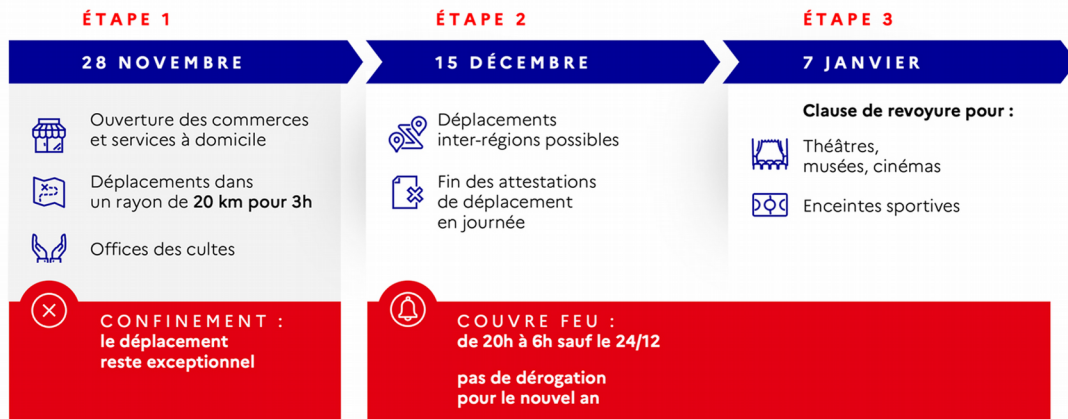 ÉTAPE 1
28 NOVEMBRE
Ouverture des commerces
et services à domicile
Déplacements dans
un rayon de 20 km pour 3h
Offices des cultes
CONFINEMENT :
le déplacement
reste exceptionnel
ÉTAPE 2
15 DÉCEMBRE
Déplacements
inter-régions possibles
Fin des attestations
de déplacement
en journée
COUVRE FEU :
de 20h à 6h sauf le 24/12
pas de dérogation
pour le nouvel an
ÉTAPE 3
7 JANVIER
Clause de revoyure pour :
Théâtres,
musées, cinémas
Enceintes sportives